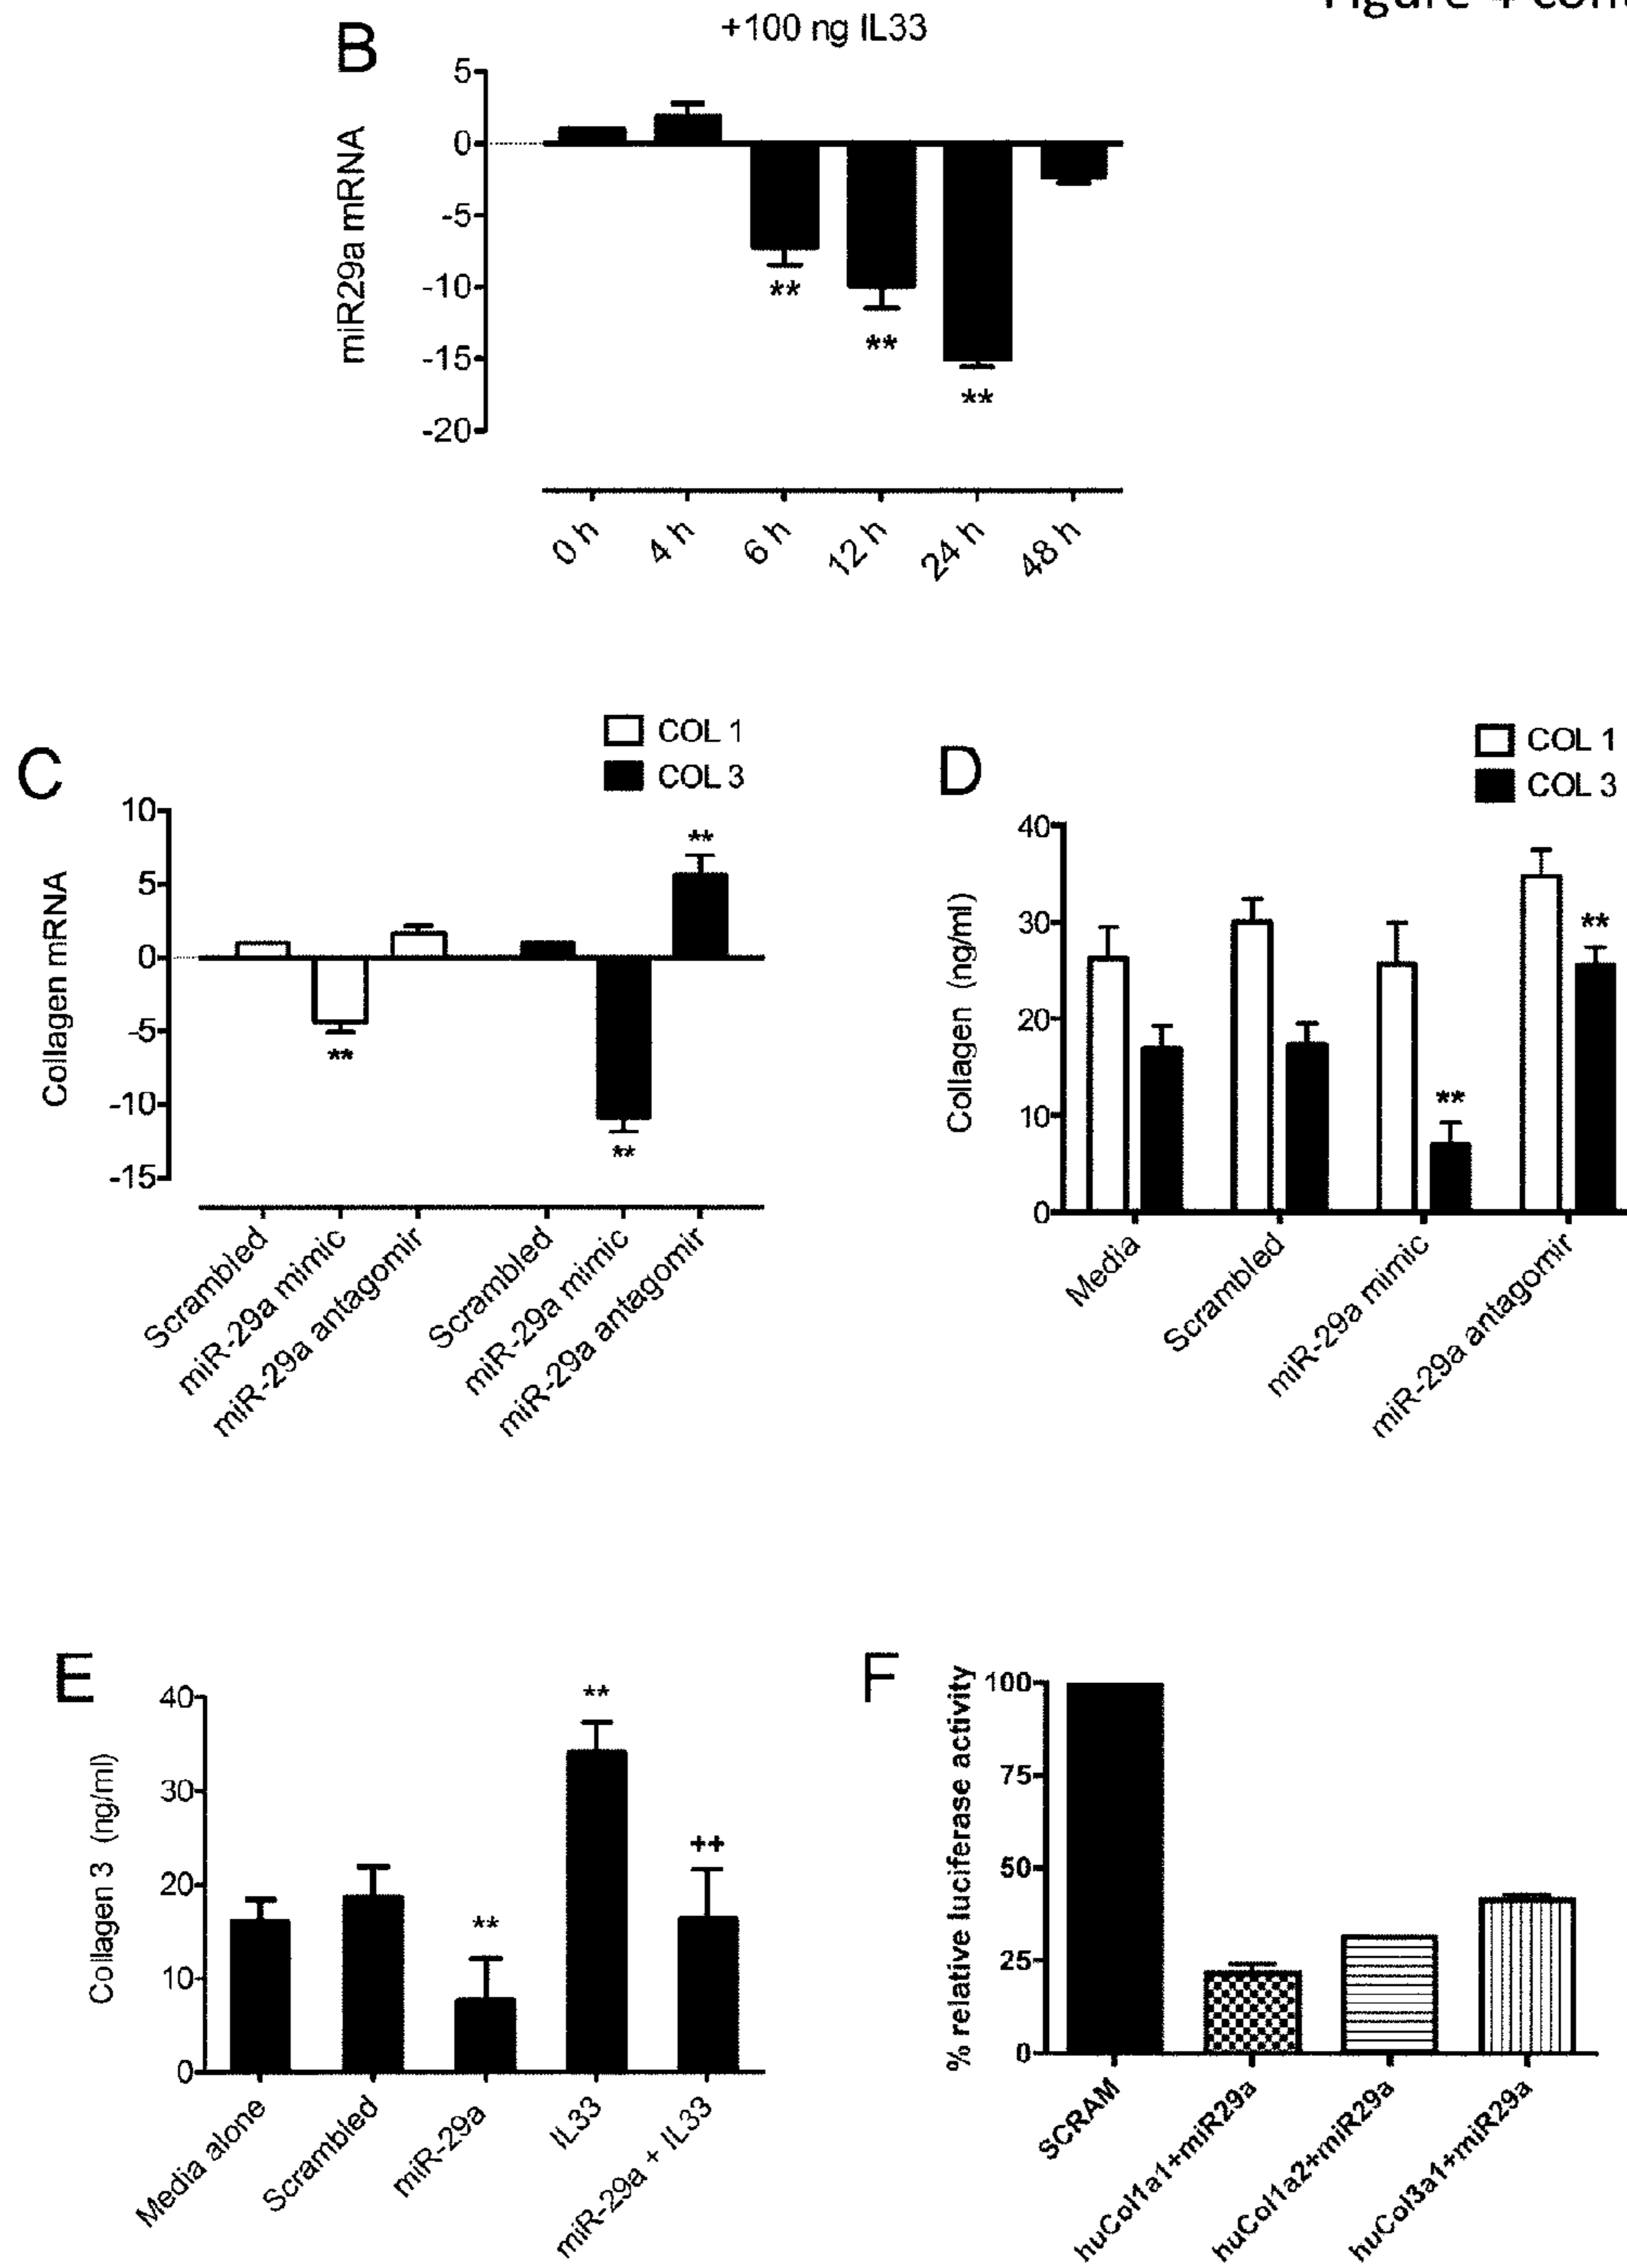 Figure 4
B
+100 ng IL33
miR29a mRNA
5
0
-5
-10
-15
-20
**
**
**
0 h
4 h
6 h
12 h
24 h
48 h
C
COL 1
COL 3
Collagen mRNA
10
5
0
-5
-10
-15
**
**
**
Scrambled
miR-29a mimic
miR-29a antagomir
Scrambled
miR-29a mimic
miR-29a antagomir
D
COL 1
COL 3
Collagen (ng/ml)
40
30
20
10
0
**
**
Media
Scrambled
miR-29a mimic
miR-29a antagomir
E
Collagen 3 (ng/ml)
40
30
20
10
0
**
**
++
Media alone
Scrambled
miR-29a
IL33
miR-29a + IL33
F
% relative luciferase activity
100
75
50
25
0
SCRAM
huCol1a1+miR29a
huCol1a2+miR29a
huCol3a1+miR29a